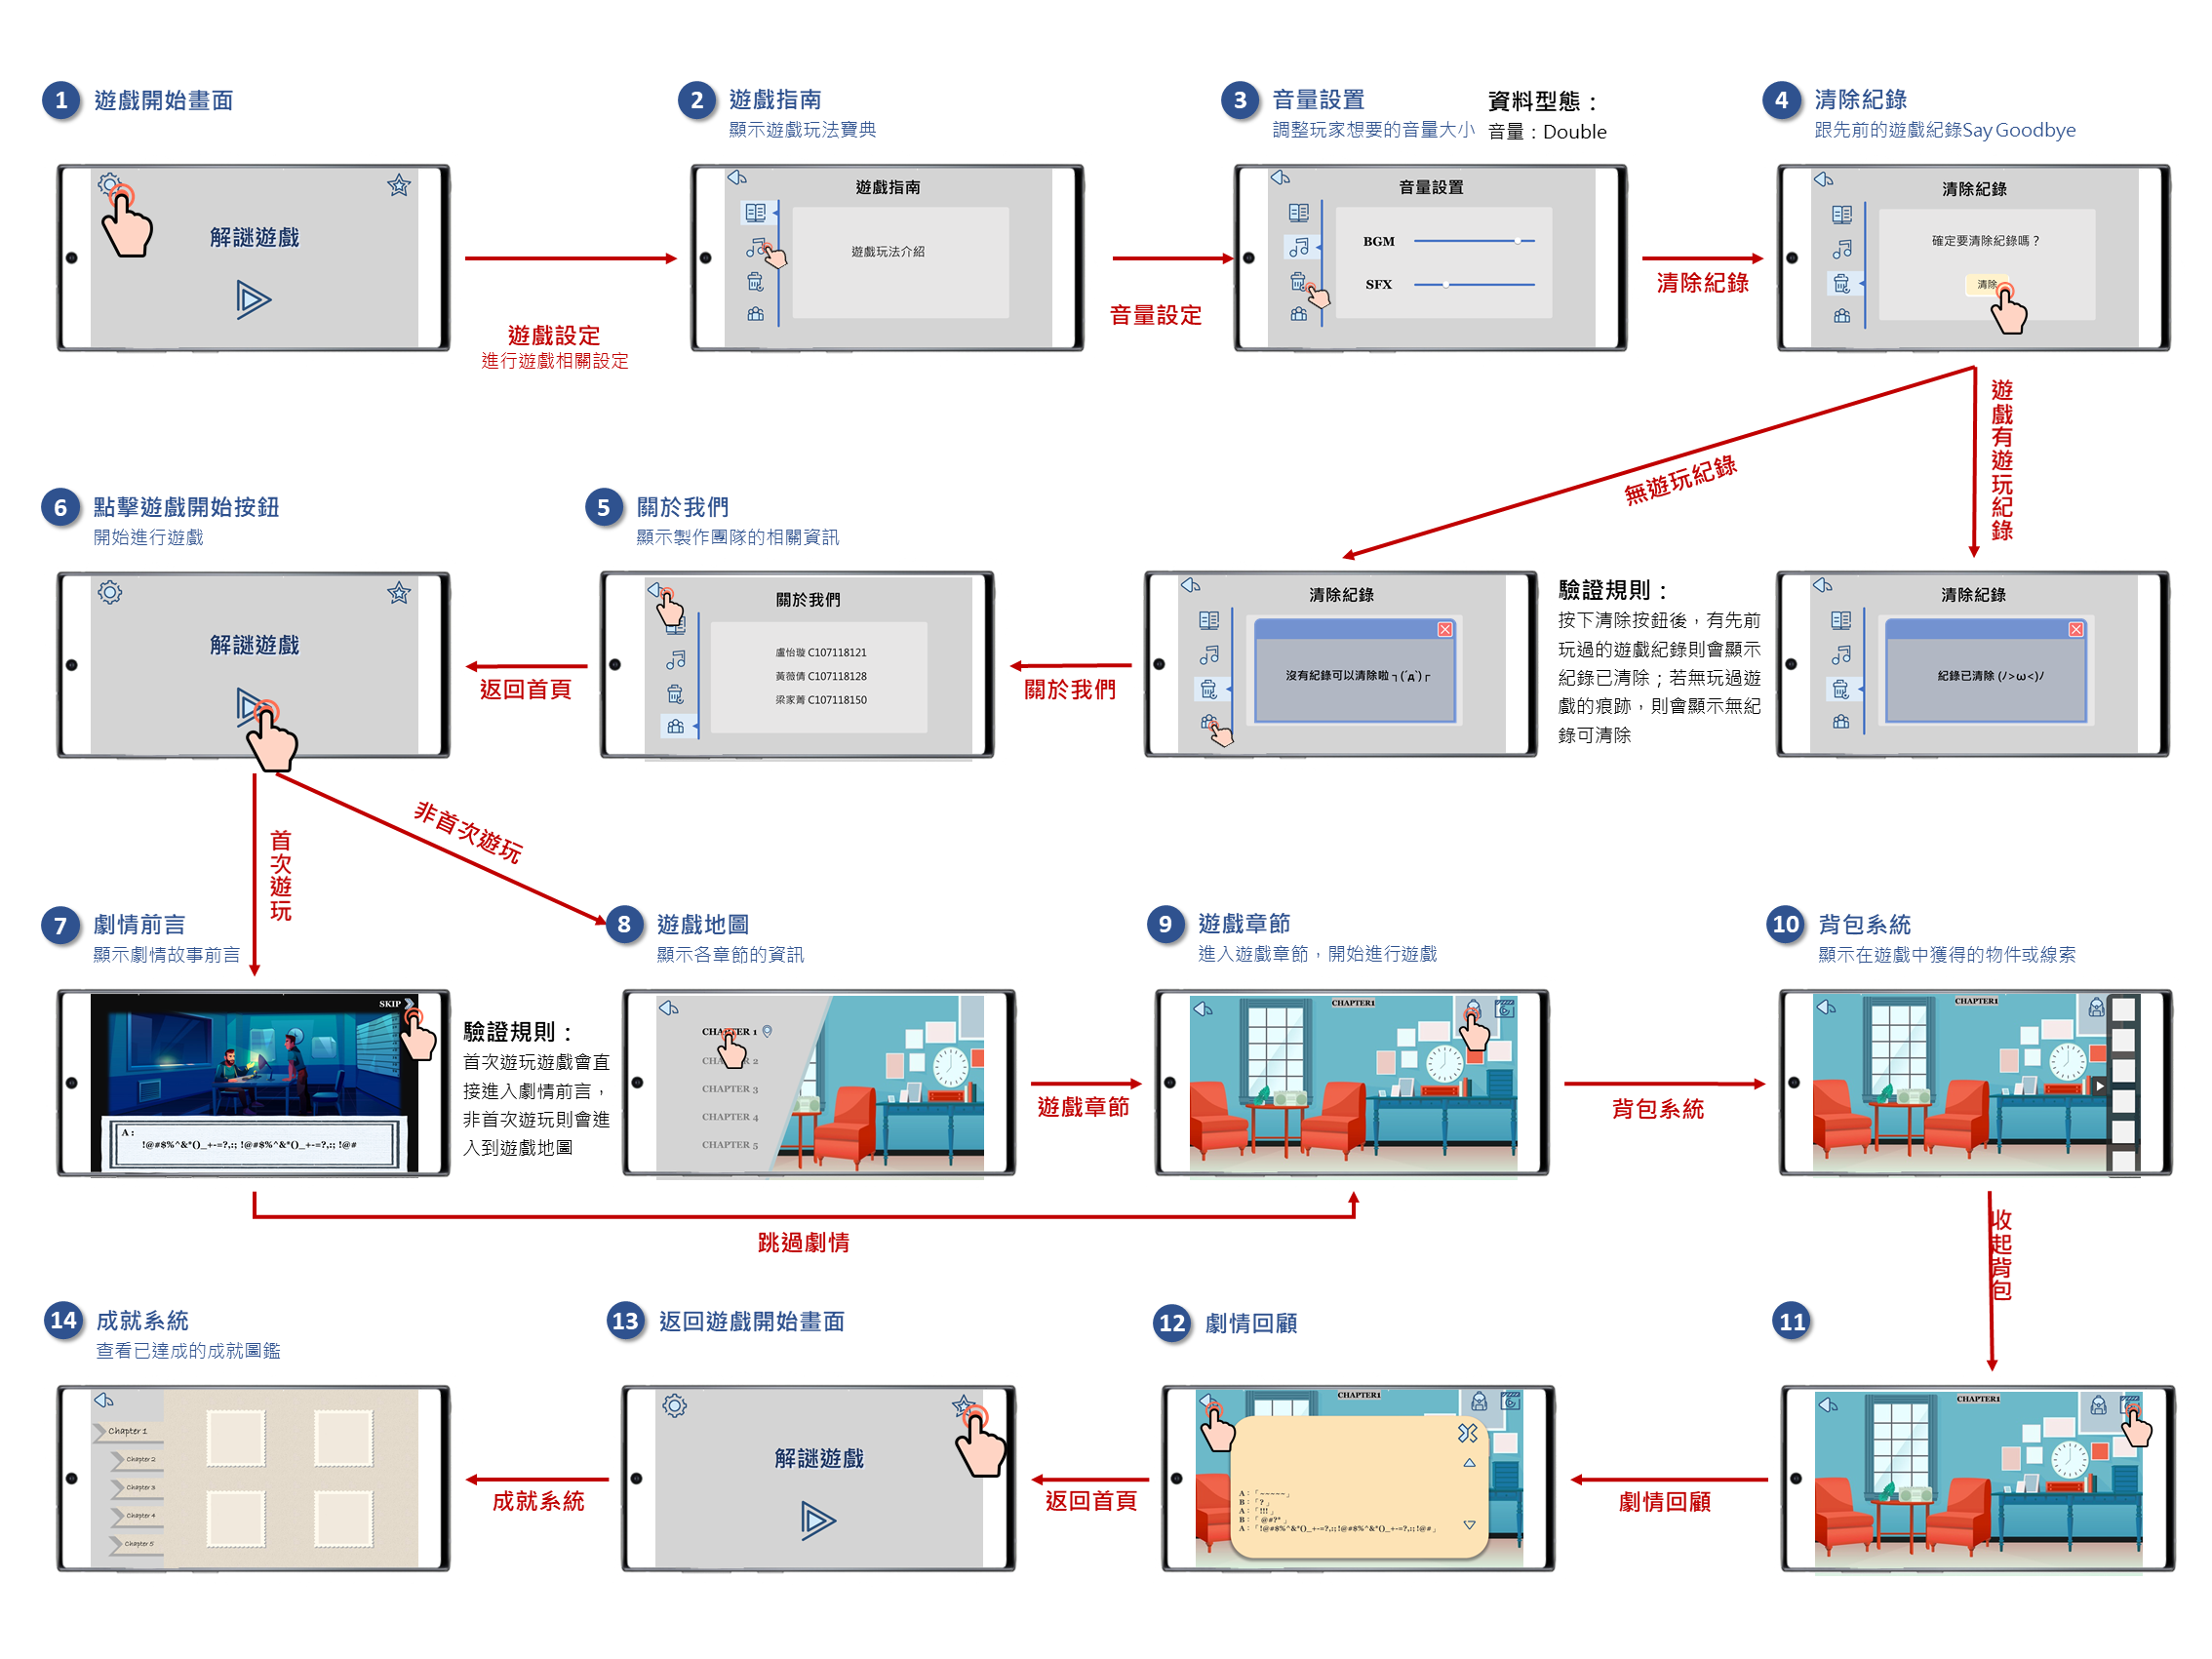 1 遊戲開始畫面
解謎遊戲
遊戲設定
進行遊戲相關設定
2 遊戲指南
顯示遊戲玩法寶典
遊戲指南
遊戲玩法介紹
音量設定
3 音量設置
調整玩家想要的音量大小
資料型態：
音量：Double
音量設置
BGM
SFX
清除紀錄
4 清除紀錄
跟先前的遊戲紀錄Say Goodbye
清除紀錄
確定要清除紀錄嗎？
清除
無遊玩紀錄
遊戲有遊玩紀錄
6 點擊遊戲開始按鈕
開始進行遊戲
解謎遊戲
返回首頁
5 關於我們
顯示製作團隊的相關資訊
關於我們
盧怡璇 C107118121
黃薇倩 C107118128
梁家菁 C107118150
關於我們
清除紀錄
沒有紀錄可以清除啦 ┐(´д`)┌
驗證規則：
按下清除按鈕後，有先前
玩過的遊戲紀錄則會顯示
紀錄已清除；若無玩過遊
戲的痕跡，則會顯示無紀
錄可清除
清除紀錄
紀錄已清除 (ﾉ>ω<)ﾉ
首次遊玩
非首次遊玩
7 劇情前言
顯示劇情故事前言
SKIP
A：
!@#$%^&*()_+-=?,:; !@#$%^&*()_+-=?,:; !@#
驗證規則：
首次遊玩遊戲會直
接進入劇情前言，
非首次遊玩則會進
入到遊戲地圖
8 遊戲地圖
顯示各章節的資訊
CHAPTER 1
CHAPTER 2
CHAPTER 3
CHAPTER 4
CHAPTER 5
遊戲章節
9 遊戲章節
進入遊戲章節，開始進行遊戲
CHAPTER1
背包系統
10 背包系統
顯示在遊戲中獲得的物件或線索
CHAPTER1
跳過劇情
收起背包
14 成就系統
查看已達成的成就圖鑑
Chapter 1
Chapter 2
Chapter 3
Chapter 4
Chapter 5
成就系統
13 返回遊戲開始畫面
解謎遊戲
返回首頁
12 劇情回顧
CHAPTER1
A：「~~~~~」
B：「?」
A：「!!!」
B：「 @#?* 」
A：「!@#$%^&*()_+-=?,:; !@#$%^&*()_+-=?,:; !@# 」
劇情回顧
11
CHAPTER1